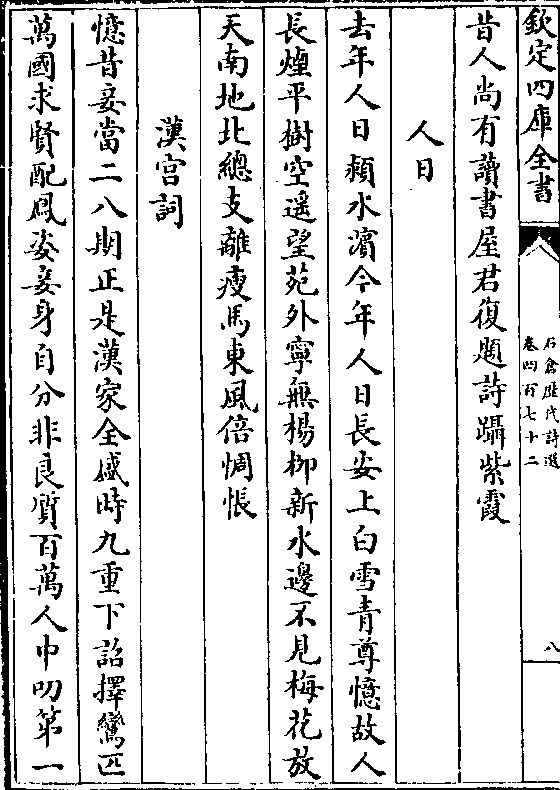 欽定四庫全書
石倉歷代詩選
卷四百七十二
八
昔人尚有讀書屋君復題詩躡紫霞
人日
去年人日潁水濱今年人日長安上白雪青尊憶故人
長煙平樹空遥望苑外寧無楊柳新水邊不見梅花放
天南地北總支離瘦馬東風倍惆悵
漢宫詞
憶昔妾當二八期正是漢家全盛時九重下詔擇鸞匹
萬國求賢配鳳姿妾身自分非良質百萬人中叨第一